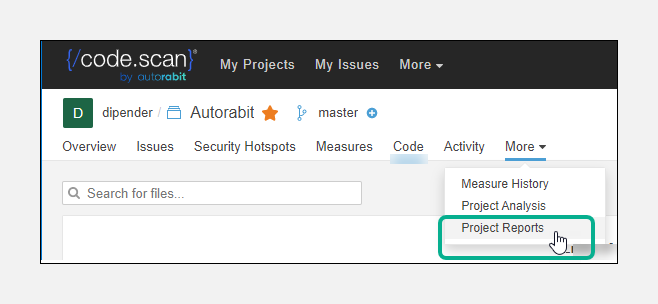 {/code.scan}®
by autorabit
My Projects My Issues More
D dipender / Autorabit master
Overview Issues Security Hotspots Measures Code Activity More
Measure History
Project Analysis
Project Reports
Search for files...